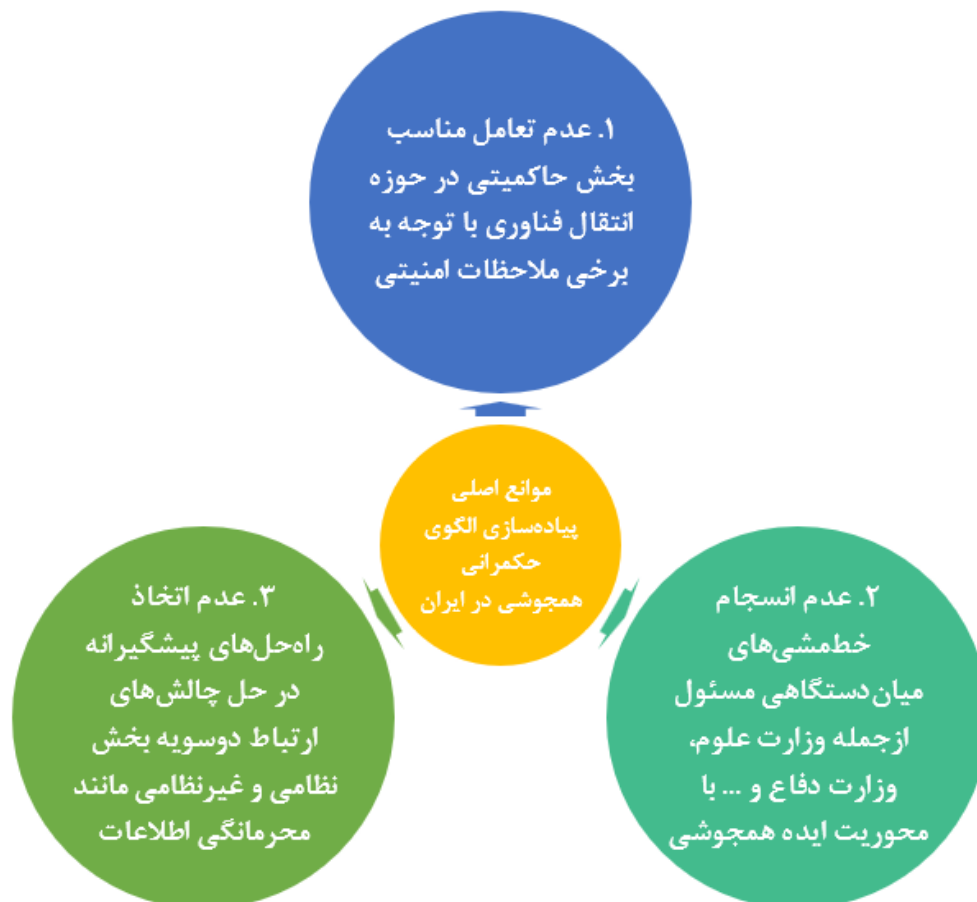 ۱. عدم تعامل مناسب
بخش حاکمیتی در حوزه
انتقال فناوری با توجه به
برخی ملاحظات امنیتی
موانع اصلی
پیاده‌سازی الگوی
حکمرانی
همجوشی در ایران
۲. عدم انسجام
خط‌مشی‌های
میان‌دستگاهی مسئول
ازجمله وزارت علوم،
وزارت دفاع و ... با
محوریت ایده همجوشی
۳. عدم اتخاذ
راه‌حل‌های پیشگیرانه
در حل چالش‌های
ارتباط دوسویه بخش
نظامی و غیرنظامی مانند
محرمانگی اطلاعات